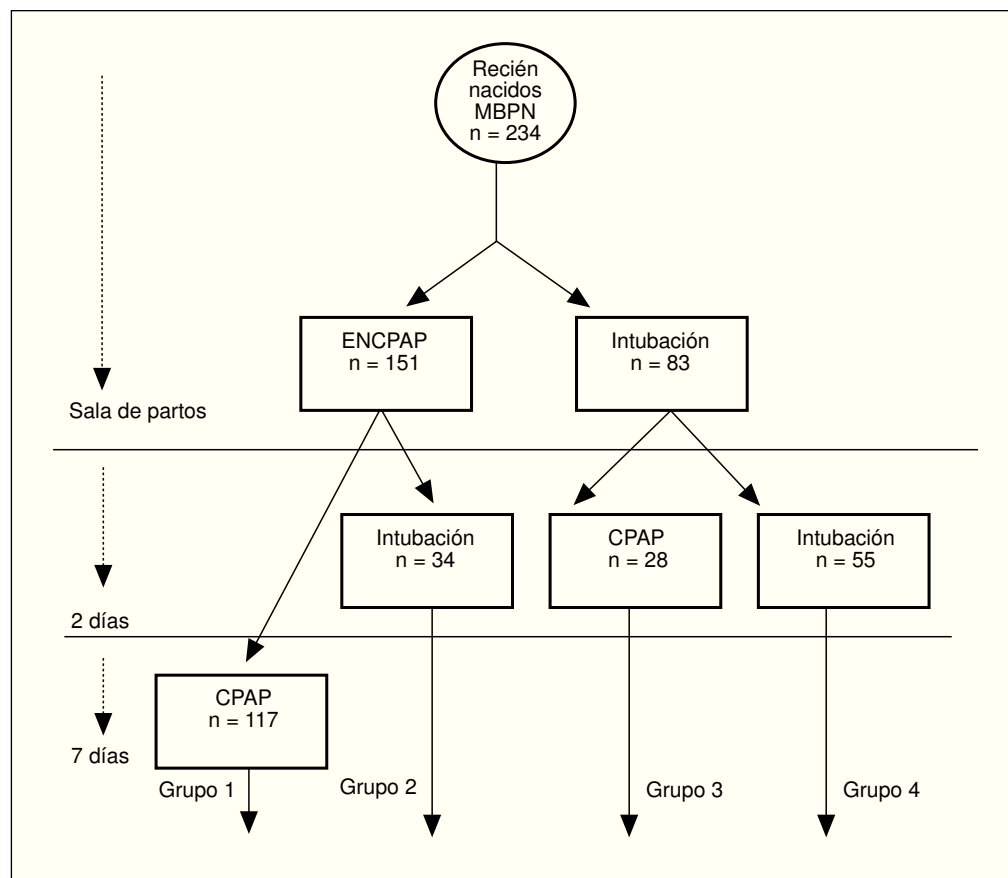 Recién
nacidos
MBPN
n = 234
ENCPAP
n = 151
Intubación
n = 83
Sala de partos
Intubación
n = 34
CPAP
n = 28
Intubación
n = 55
2 días
CPAP
n = 117
7 días
Grupo 1
Grupo 2
Grupo 3
Grupo 4